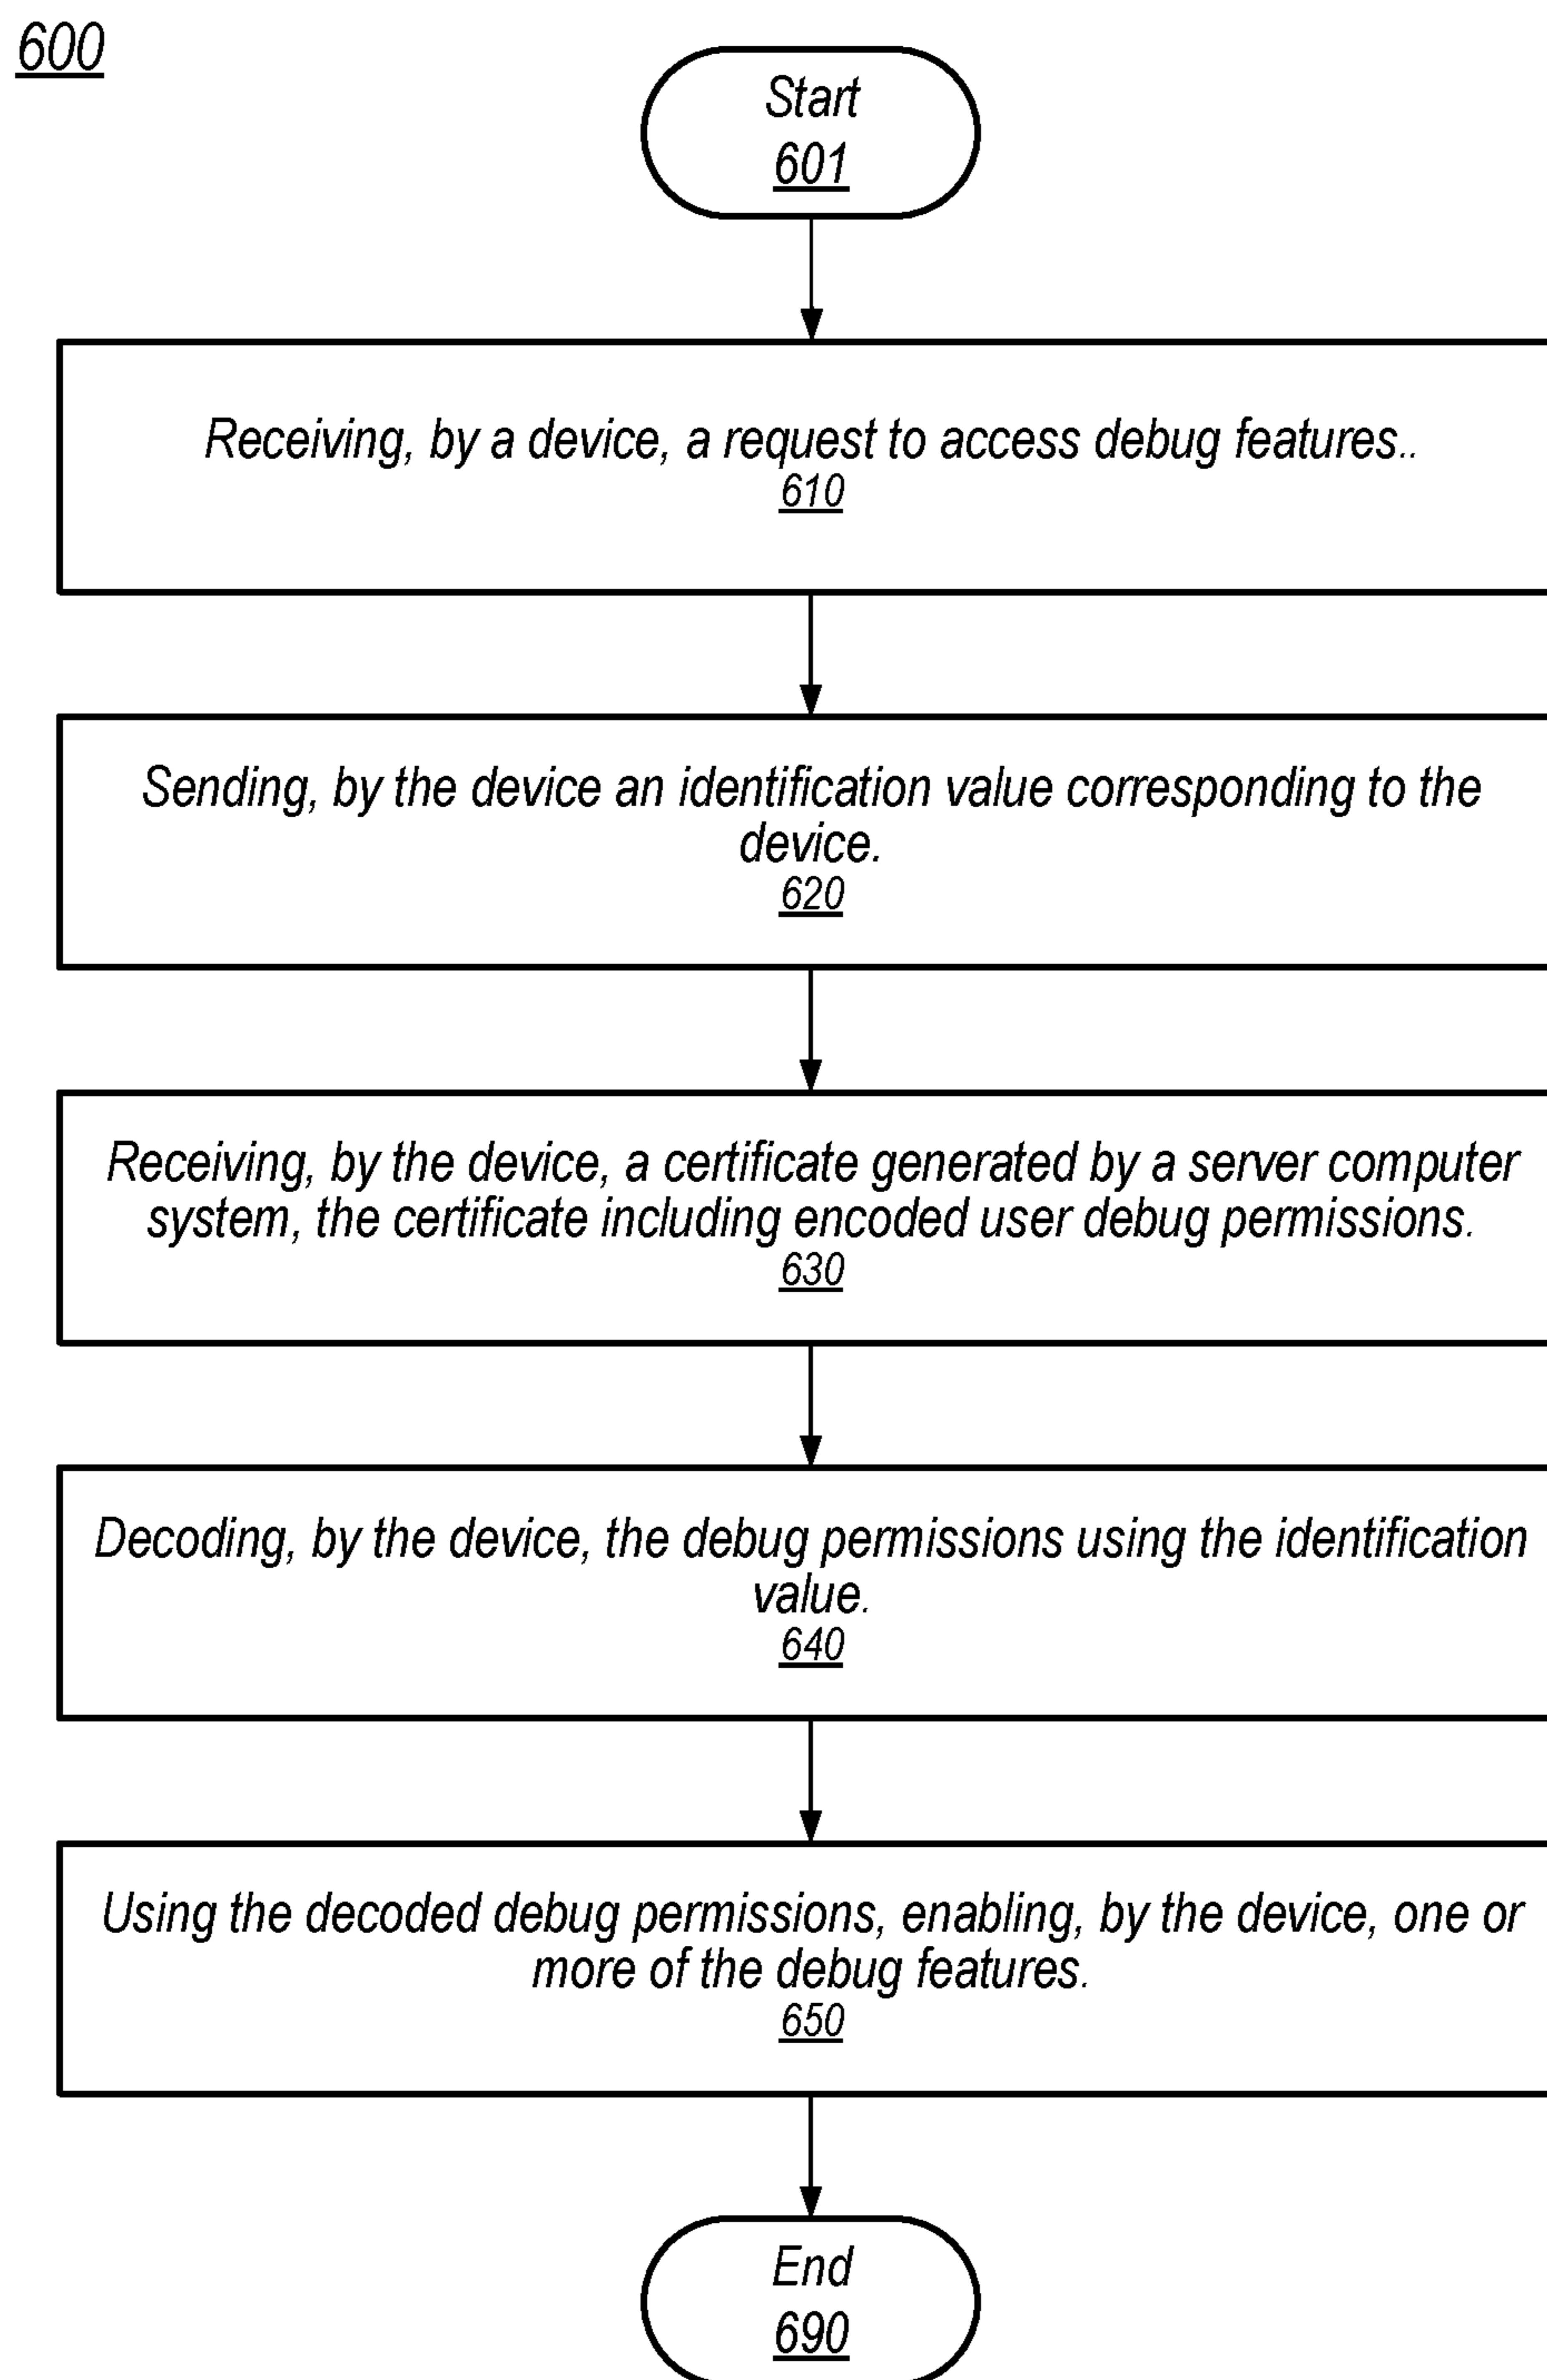 600
Start
601
Receiving, by a device, a request to access debug features..
610
Sending, by the device an identification value corresponding to the
device.
620
Receiving, by the device, a certificate generated by a server computer
system, the certificate including encoded user debug permissions.
630
Decoding, by the device, the debug permissions using the identification
value.
640
Using the decoded debug permissions, enabling, by the device, one or
more of the debug features.
650
End
690